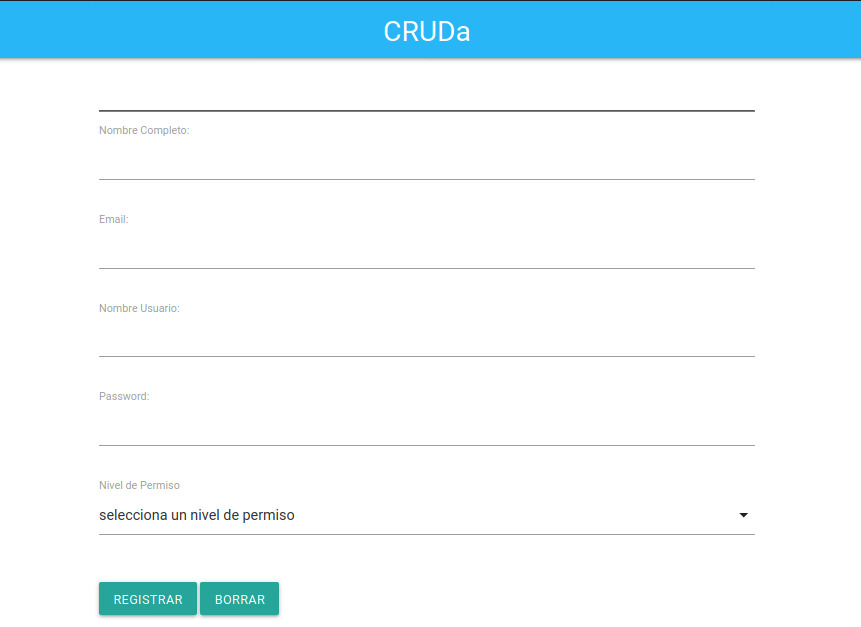 CRUDa
Nombre Completo:
Email:
Nombre Usuario:
Password:
Nivel de Permiso
selecciona un nivel de permiso
REGISTRAR BORRAR